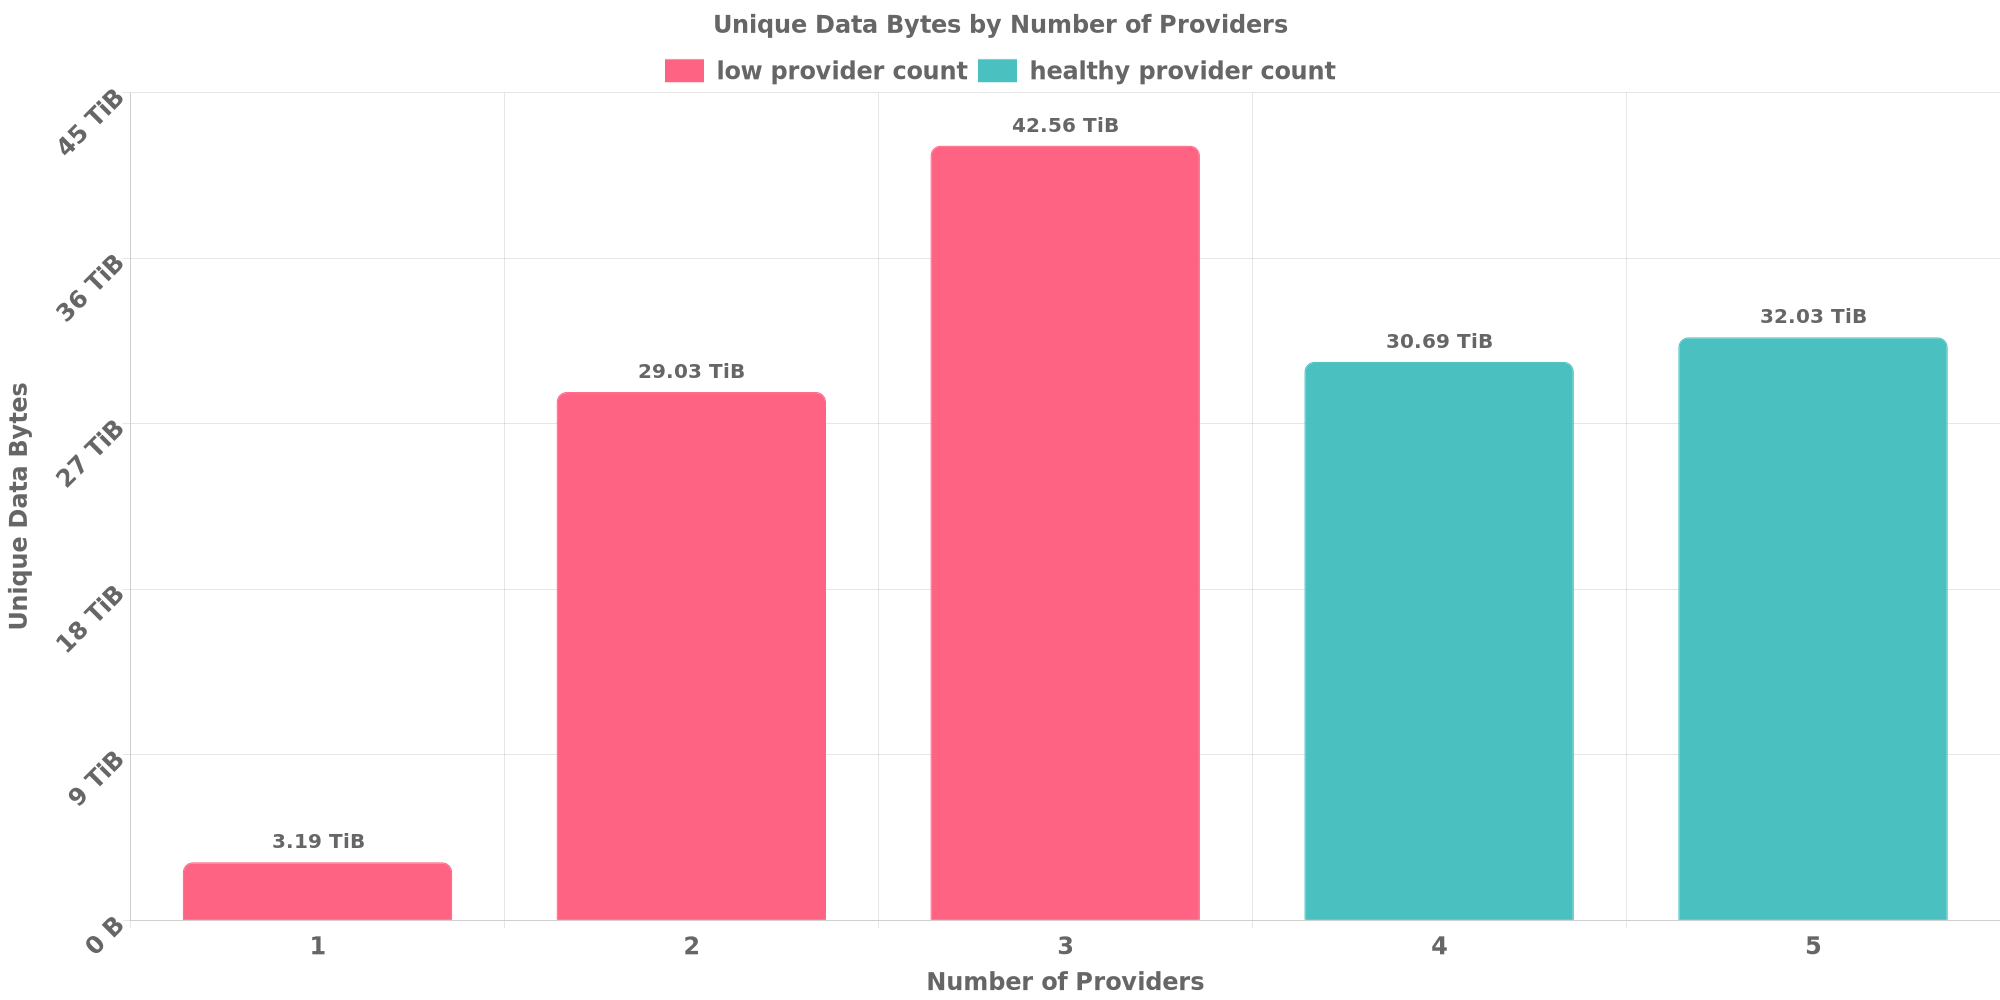 Unique Data Bytes by Number of Providers
low provider count healthy provider count
45 TiB
36 TiB
27 TiB
18 TiB
9 TiB
0 B
Unique Data Bytes
3.19 TiB
29.03 TiB
42.56 TiB
30.69 TiB
32.03 TiB
1 2 3 4 5
Number of Providers